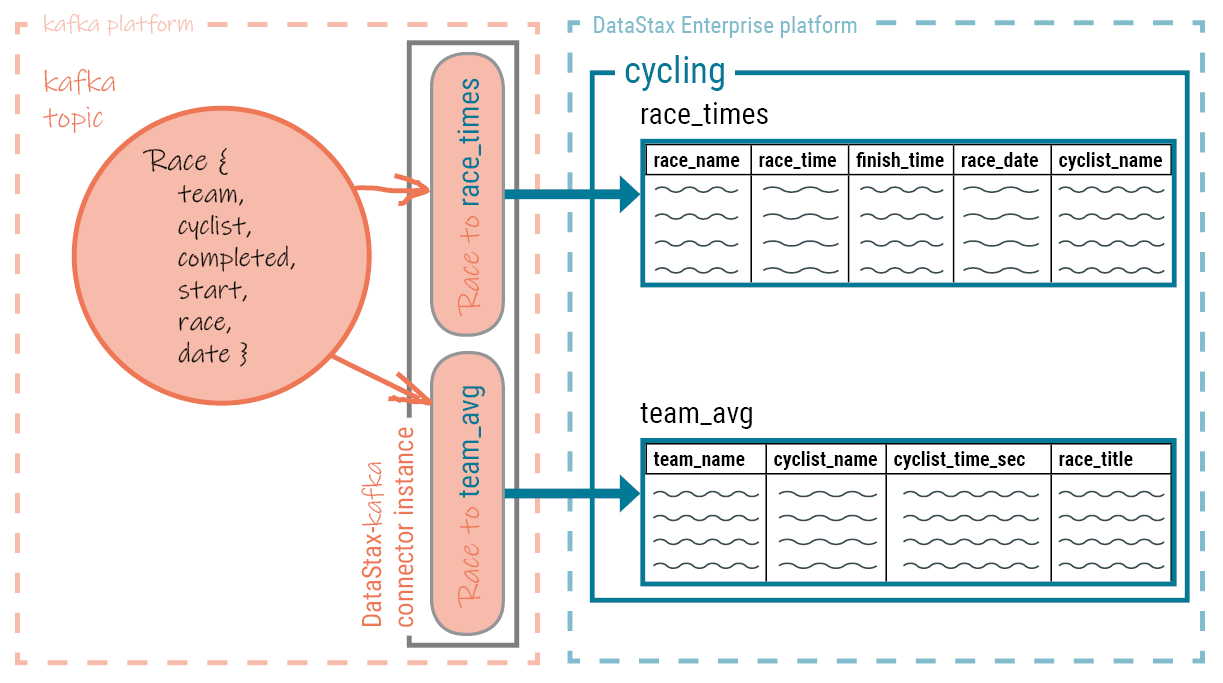 kafka platform
kafka
topic
Race {
team,
cyclist,
completed,
start,
race,
date }
Race to race_times
Race to team_avg
DataStax-kafka
connector instance
DataStax Enterprise platform
cycling
race_times
race_name race_time finish_time race_date cyclist_name
team_avg
team_name cyclist_name cyclist_time_sec race_title